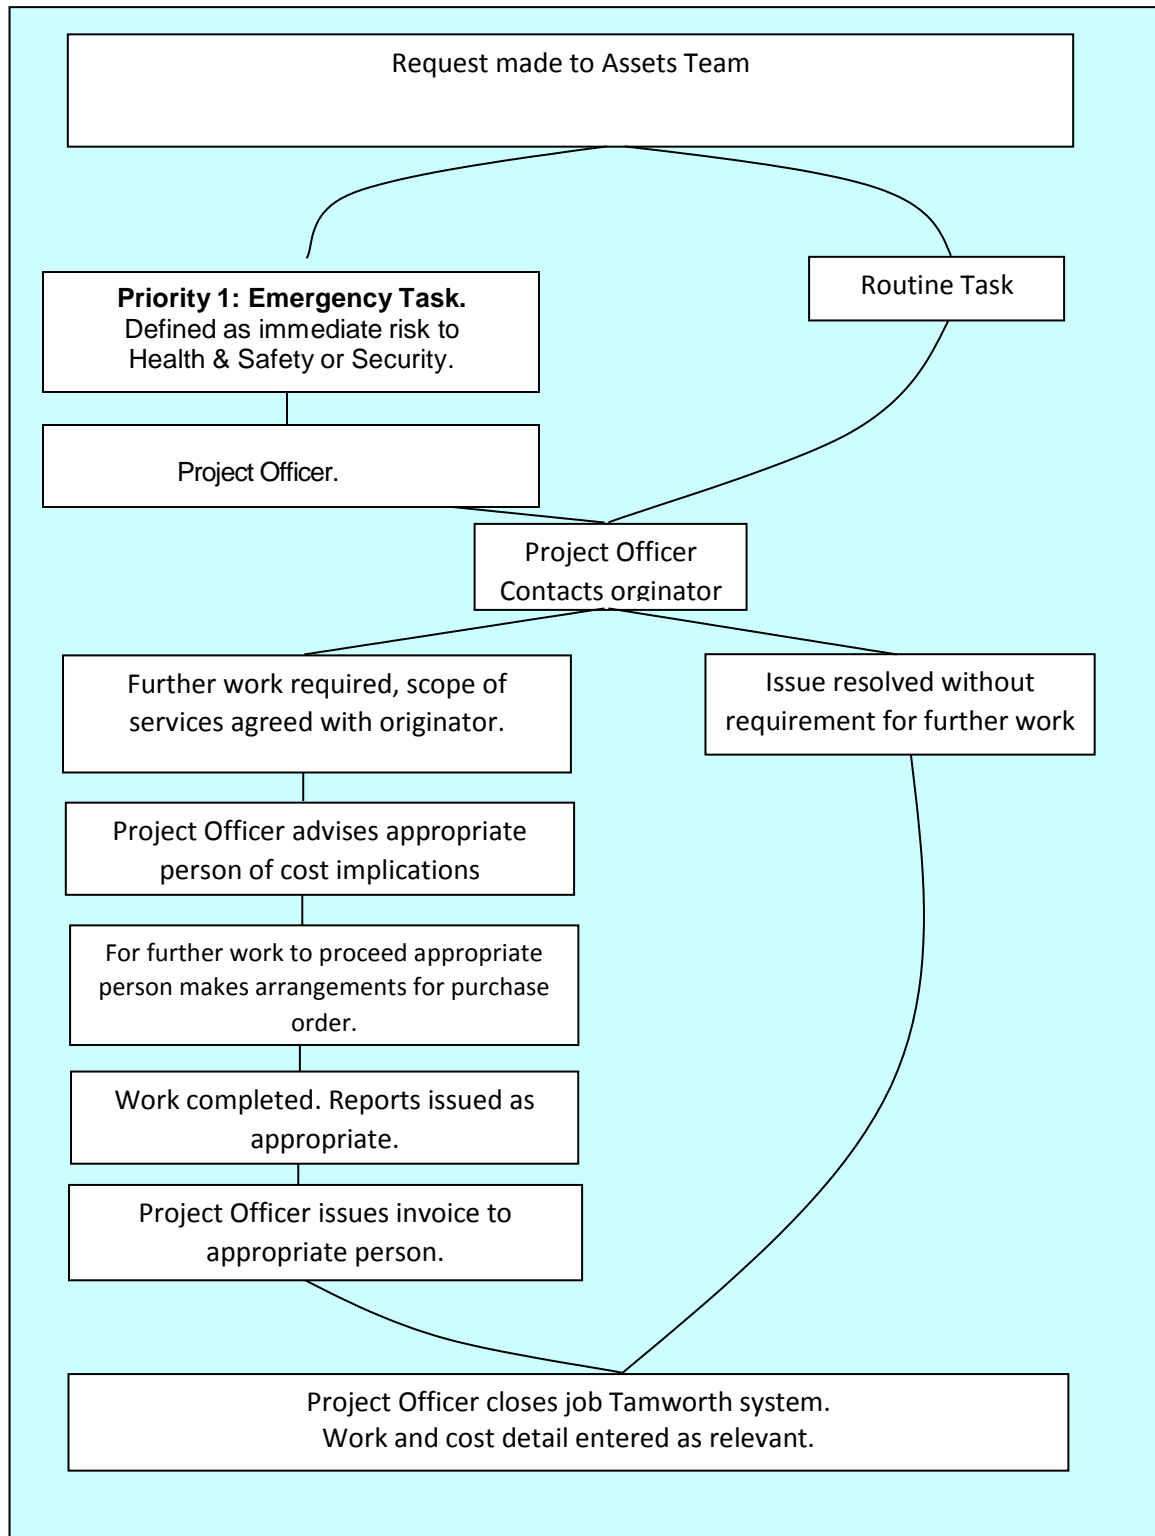 Request made to Assets Team
Priority 1: Emergency Task.
Defined as immediate risk to
Health & Safety or Security.
Routine Task
Project Officer.
Project Officer
Contacts orginator
Further work required, scope of
services agreed with originator.
Issue resolved without
requirement for further work
Project Officer advises appropriate
person of cost implications
For further work to proceed appropriate
person makes arrangements for purchase
order.
Work completed. Reports issued as
appropriate.
Project Officer issues invoice to
appropriate person.
Project Officer closes job Tamworth system.
Work and cost detail entered as relevant.